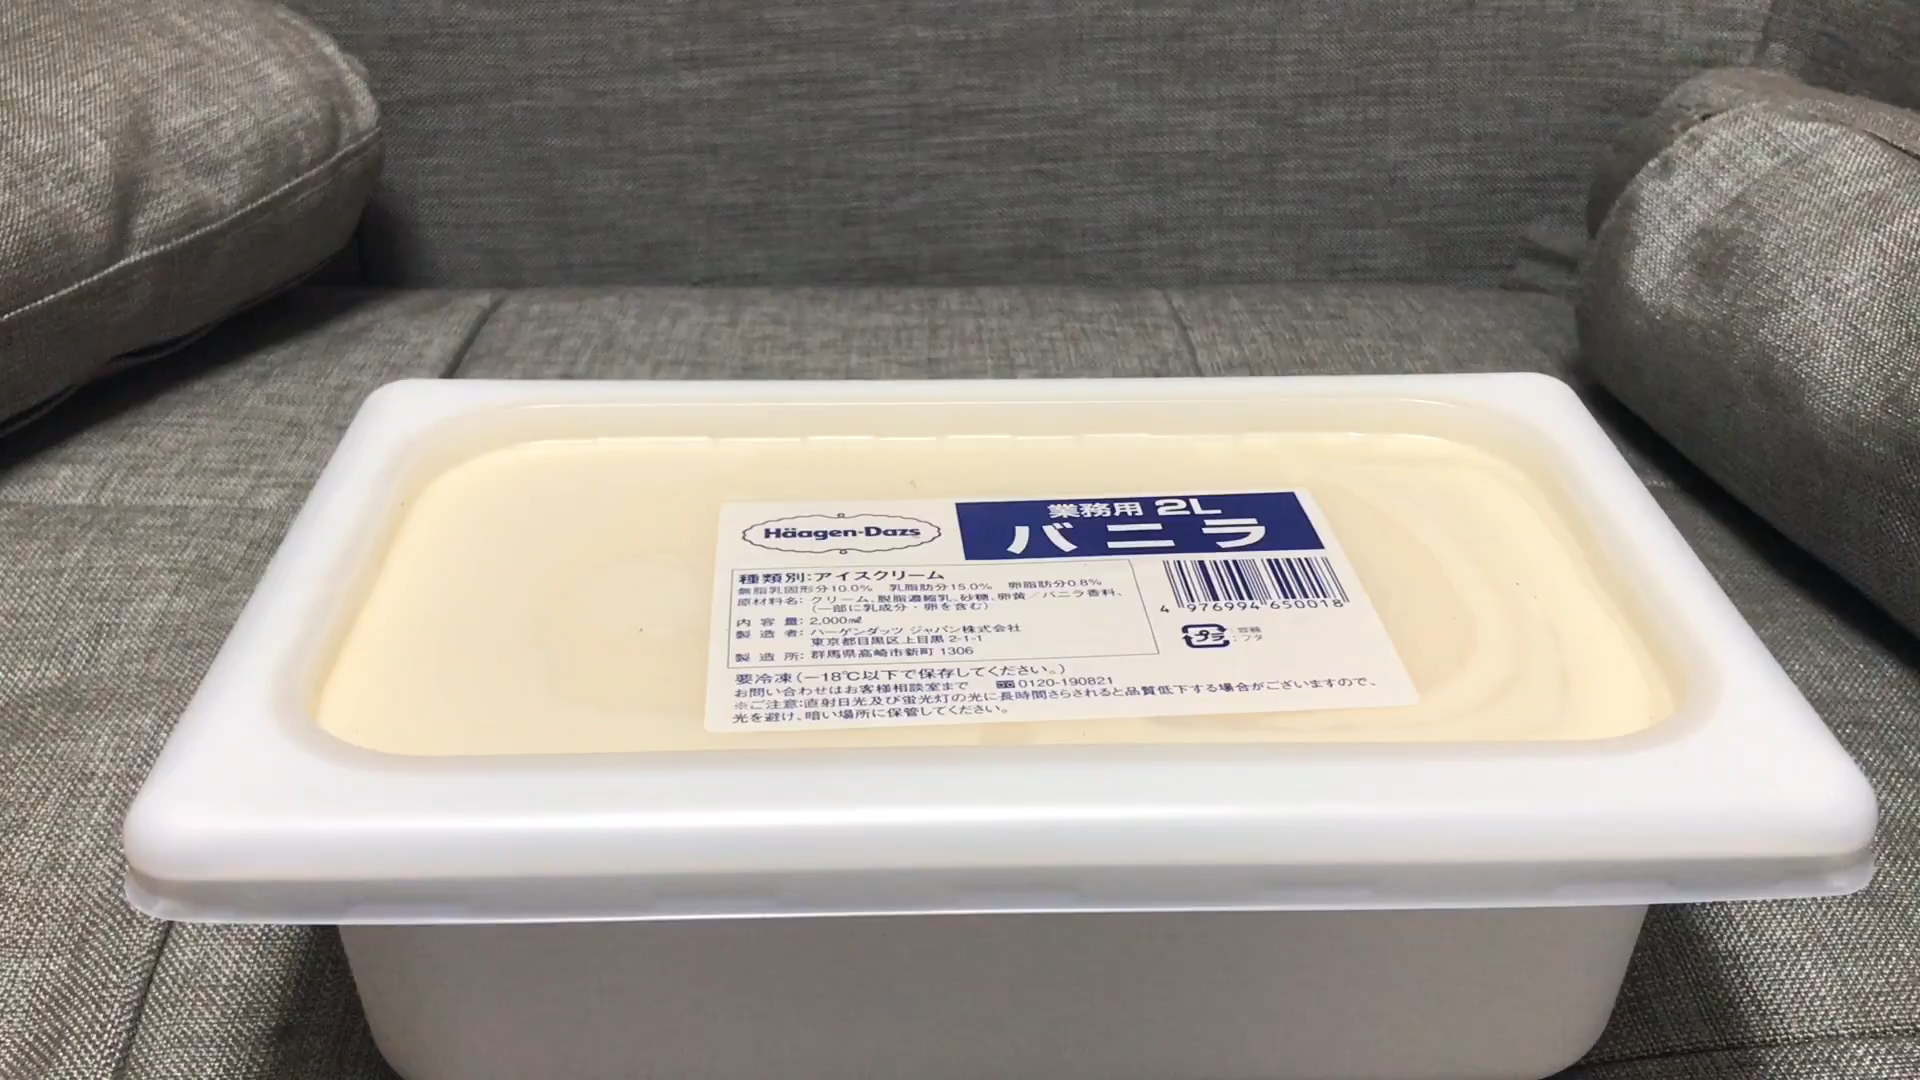 Häagen-Dazs
業務用 2L
バニラ
種類別:アイスクリーム
無脂乳固形分10.0% 乳脂肪分15.0% 卵脂肪分0.8%
原材料名: クリーム、脱脂濃縮乳、砂糖、卵黄／バニラ香料、
(一部に乳成分・卵を含む)
内容量: 2,000㎖
製造者: ハーゲンダッツ ジャパン株式会社
東京都目黒区上目黒 2-1-1
製造所: 群馬県高崎市新町 1306
4 976994 650018
プラ
:容器
:フタ
要冷凍(−18℃以下で保存してください。)
お問い合わせはお客様相談室まで 0120-190821
※ご注意:直射日光及び蛍光灯の光に長時間さらされると品質低下する場合がございますので、
光を避け、暗い場所に保管してください。